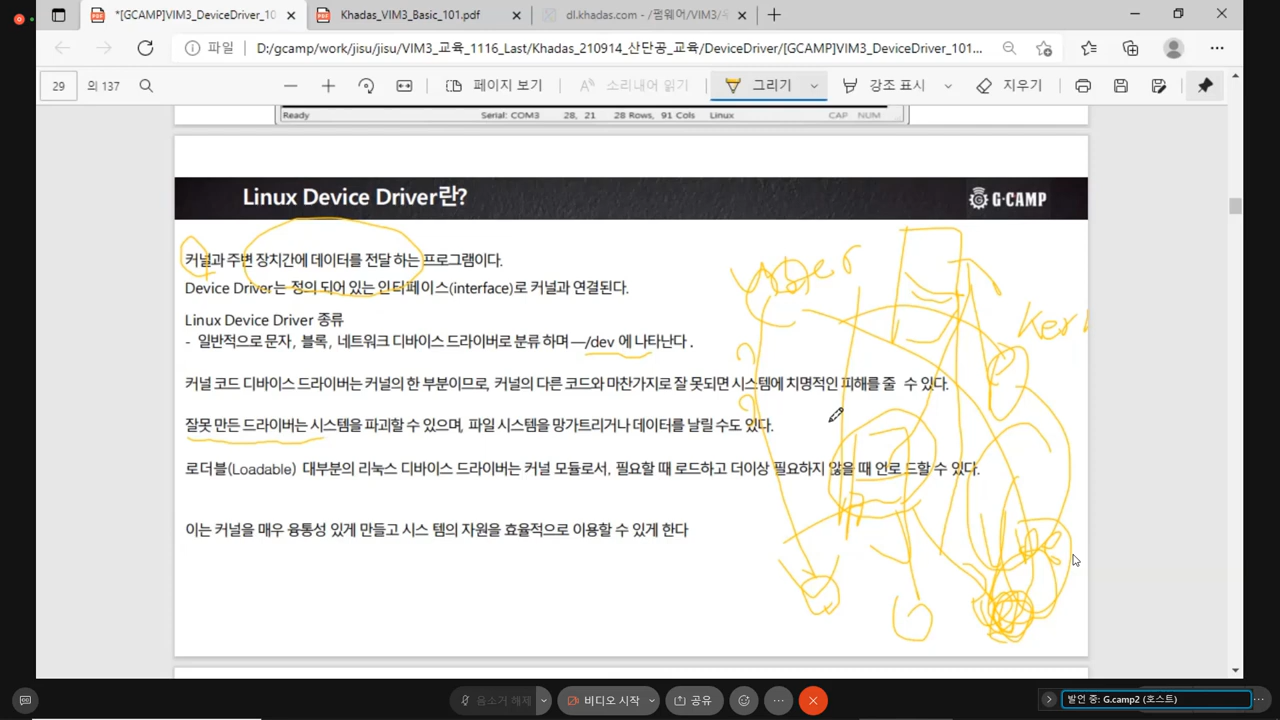 *[GCAMP]VIM3_DeviceDriver_10
Khadas_VIM3_Basic_101.pdf
dl.khadas.com - /펌웨어/VIM3/우
파일
D:/gcamp/work/jisu/jisu/VIM3_교육_1116_Last/Khadas_210914_산단공_교육/DeviceDriver/[GCAMP]VIM3_DeviceDriver_101...
29 의 137
페이지 보기
소리내어 읽기
그리기
강조 표시
지우기
Ready Serial: COM3 28, 21 28 Rows, 91 Cols Linux CAP NUM
Linux Device Driver란?
G·CAMP
커널과 주변 장치간에 데이터를 전달 하는 프로그램이다.
Device Driver는 정의 되어 있는 인터페이스(interface)로 커널과 연결된다.
Linux Device Driver 종류
- 일반적으로 문자, 블록, 네트워크 디바이스 드라이버로 분류 하며 —/dev 에 나타난다 .
커널 코드 디바이스 드라이버는 커널의 한 부분이므로, 커널의 다른 코드와 마찬가지로 잘 못되면 시스템에 치명적인 피해를 줄 수 있다.
잘못 만든 드라이버는 시스템을 파괴할 수 있으며, 파일 시스템을 망가트리거나 데이터를 날릴 수도 있다.
로더블(Loadable) 대부분의 리눅스 디바이스 드라이버는 커널 모듈로서, 필요할 때 로드하고 더이상 필요하지 않을 때 언로 드할 수 있다.
이는 커널을 매우 융통성 있게 만들고 시스 템의 자원을 효율적으로 이용할 수 있게 한다
user
Ker
음소거 해제
비디오 시작
공유
발언 중: G.camp2 (호스트)